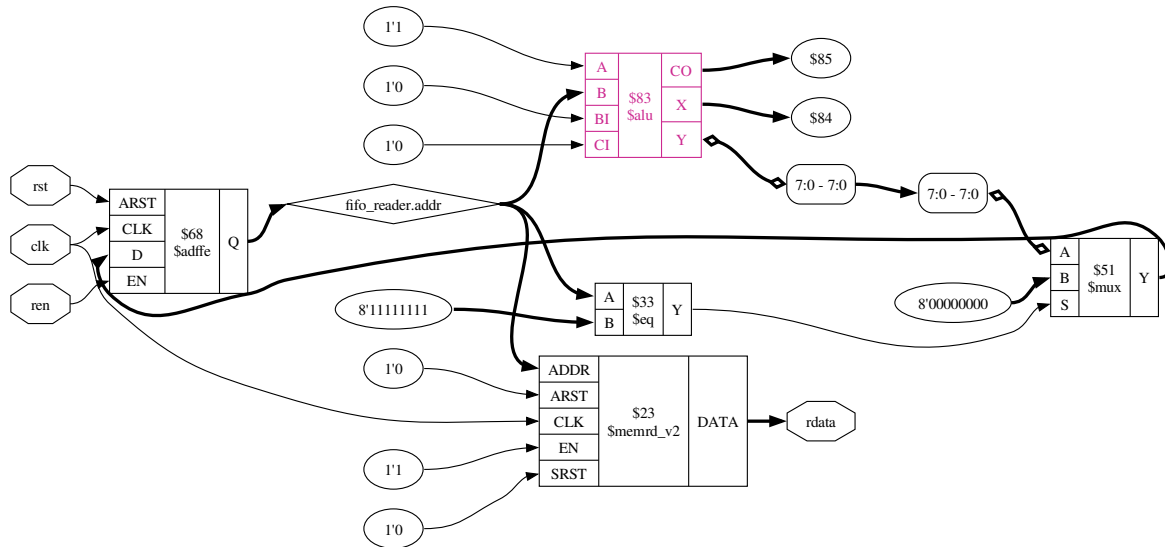 1'1
1'0
1'0
A
B
BI
CI
$83
$alu
CO
X
Y
$85
$84
7:0 - 7:0
7:0 - 7:0
rst
clk
ren
ARST
CLK
D
EN
$68
$adffe
Q
fifo_reader.addr
8'11111111
A
B
$33
$eq
Y
8'00000000
A
B
S
$51
$mux
Y
1'0
1'1
1'0
ADDR
ARST
CLK
EN
SRST
$23
$memrd_v2
DATA
rdata